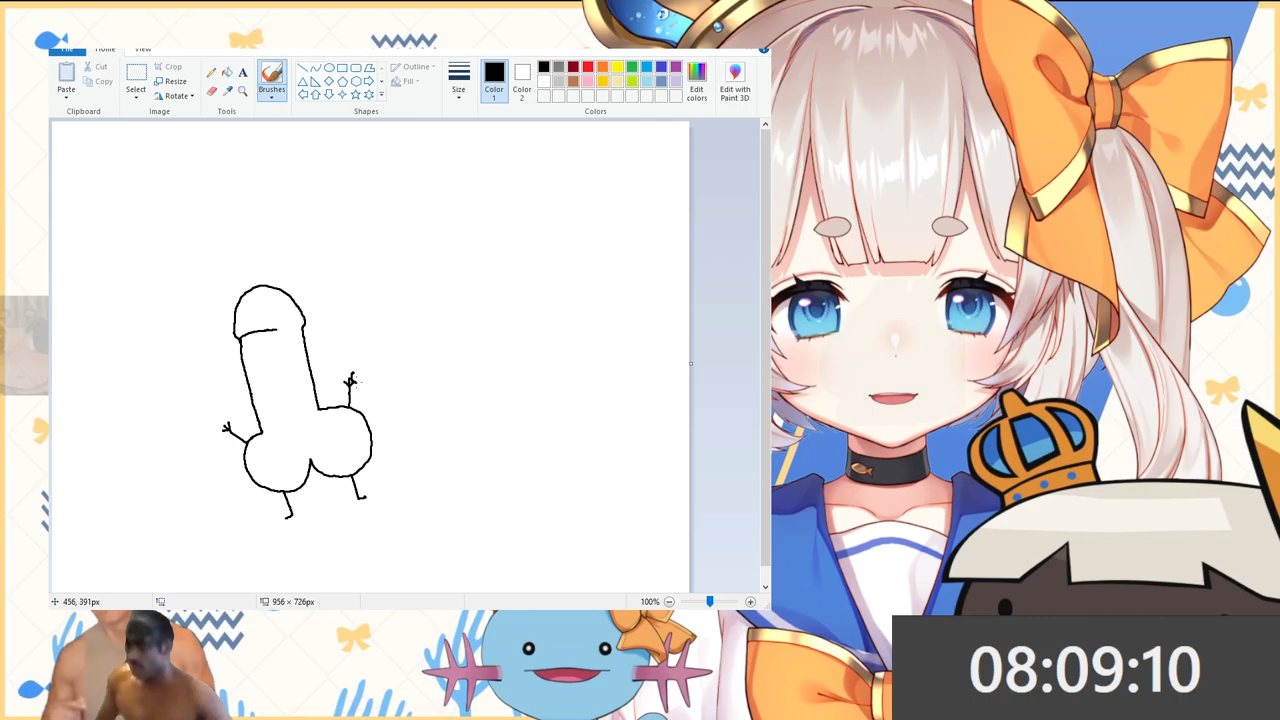 File Home View
Cut
Copy
Paste
Clipboard
Select
Crop
Resize
Rotate
Image
A
Tools
Brushes
Outline
Fill
Shapes
Size
Color 1
Color 2
Edit colors
Edit with Paint 3D
Colors
456, 391px
956 × 726px
100%
08:09:10